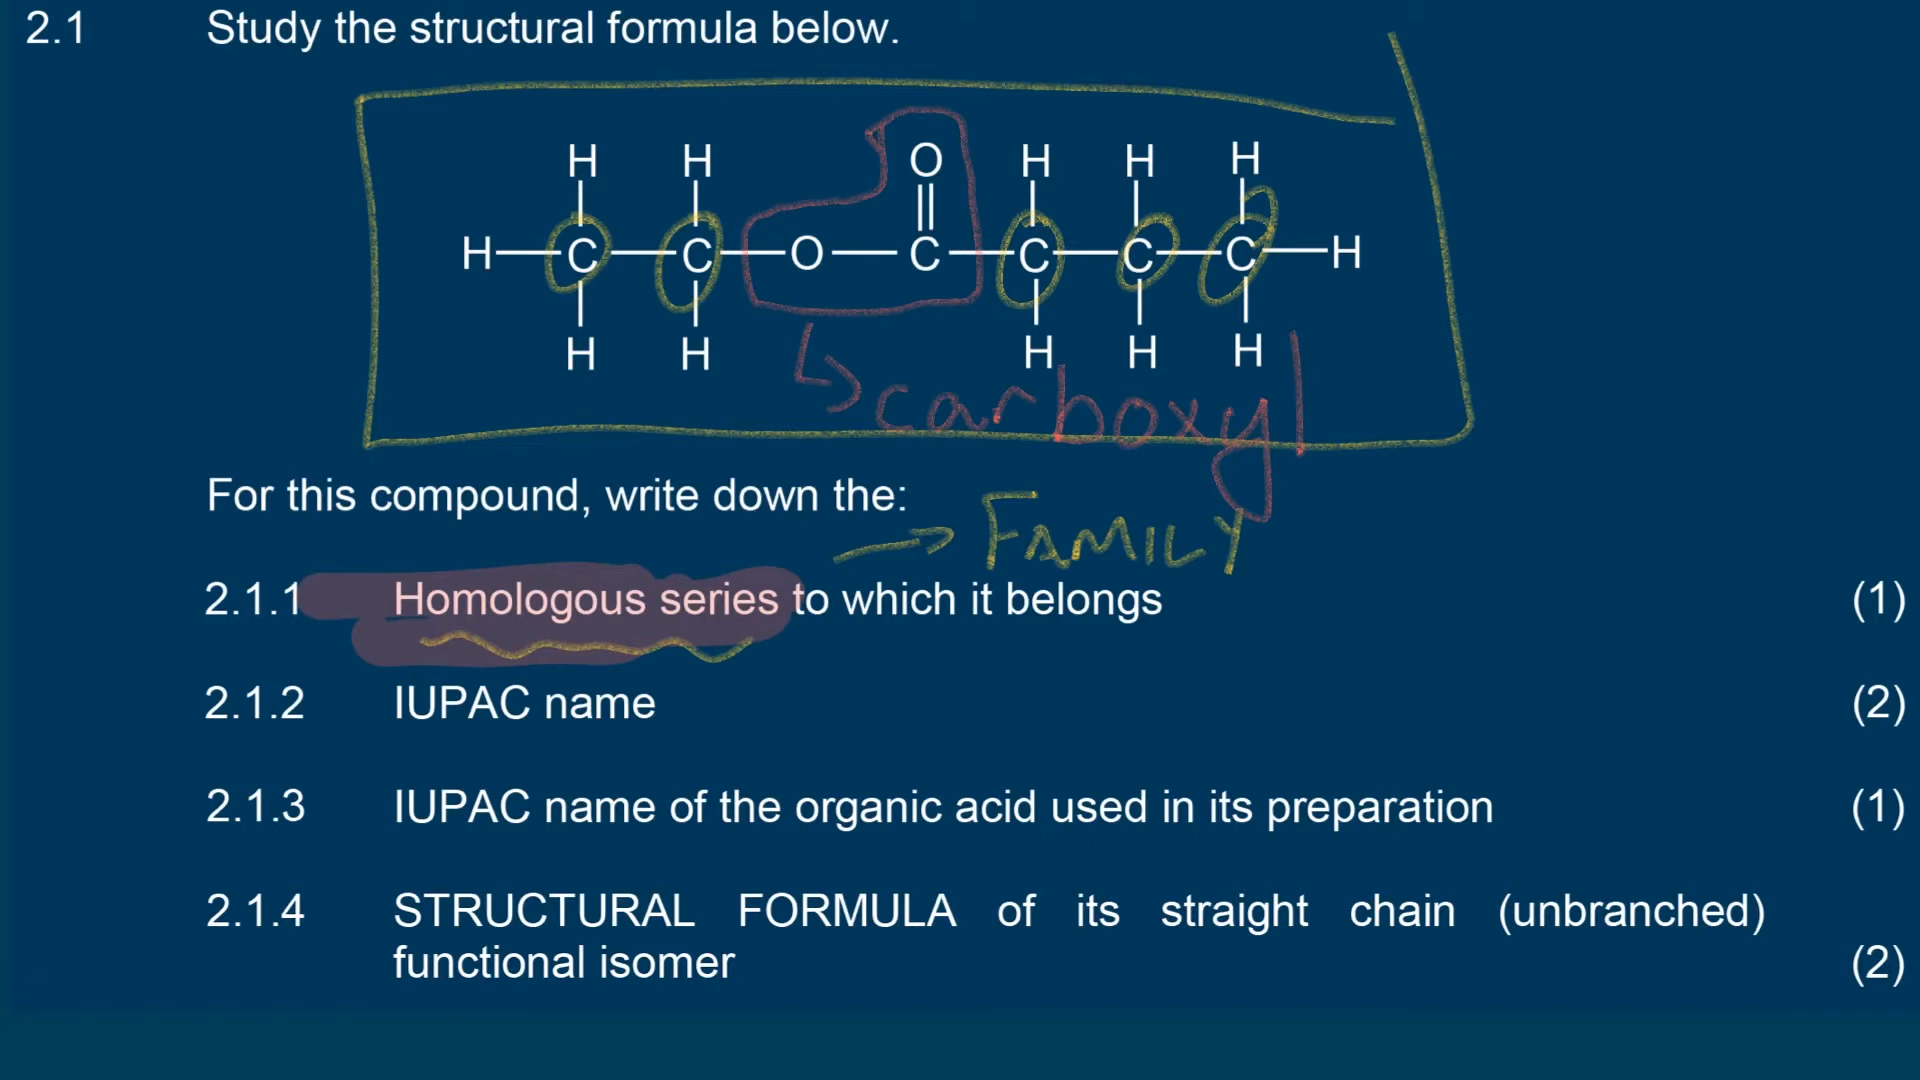 2.1 Study the structural formula below.
H H O H H H
H C C O C C C C H
H H H H H
carboxyl
For this compound, write down the:
→ FAMILY
2.1.1 Homologous series to which it belongs (1)
2.1.2 IUPAC name (2)
2.1.3 IUPAC name of the organic acid used in its preparation (1)
2.1.4 STRUCTURAL FORMULA of its straight chain (unbranched)
functional isomer (2)